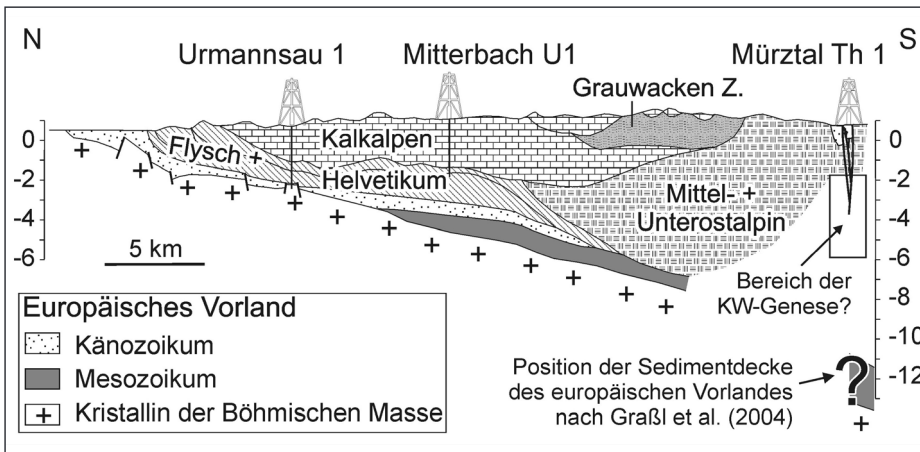 N
S
Urmannsau 1
Mitterbach U1
Mürztal Th 1
Grauwacken Z.
Kalkalpen
Flysch +
Helvetikum
Mittel- +
Unterostalpin
0
-2
-4
-6
0
-2
-4
-6
-8
-10
-12
5 km
Bereich der
KW-Genese?
Europäisches Vorland
Känozoikum
Mesozoikum
+ Kristallin der Böhmischen Masse
Position der Sedimentdecke
des europäischen Vorlandes
nach Graßl et al. (2004)
?